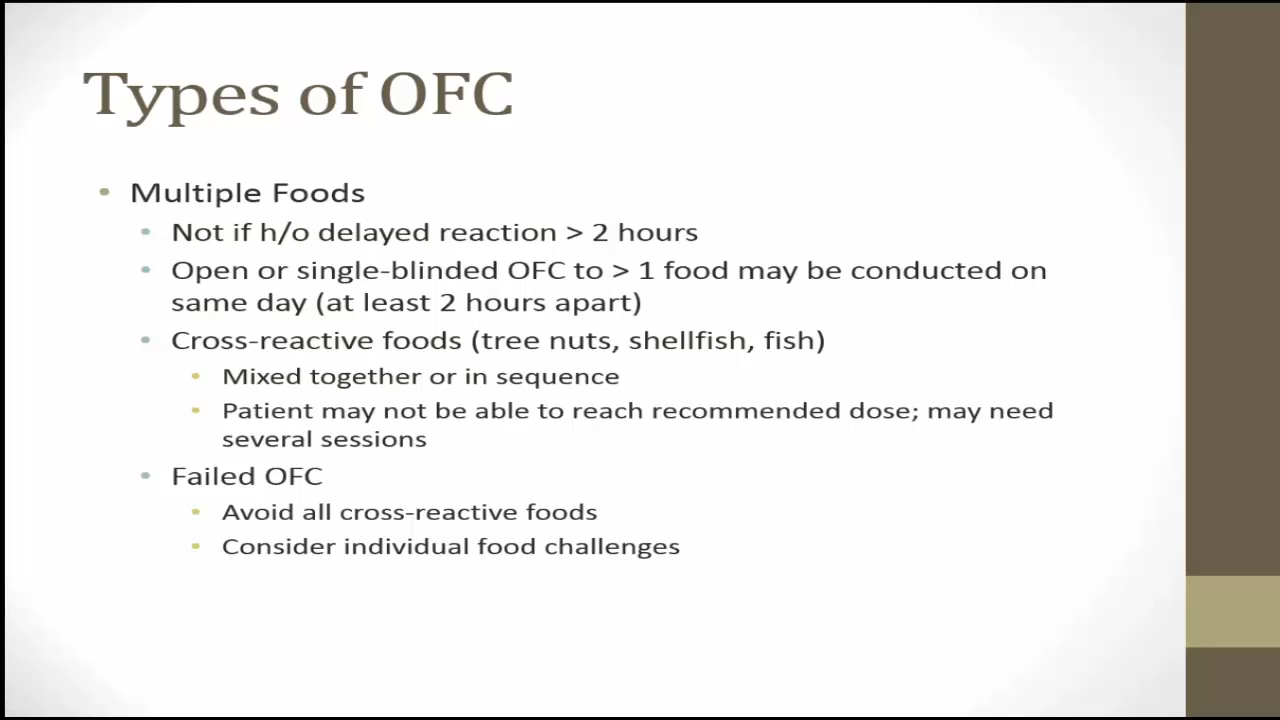 Types of OFC
• Multiple Foods
• Not if h/o delayed reaction > 2 hours
• Open or single-blinded OFC to > 1 food may be conducted on
same day (at least 2 hours apart)
• Cross-reactive foods (tree nuts, shellfish, fish)
• Mixed together or in sequence
• Patient may not be able to reach recommended dose; may need
several sessions
• Failed OFC
• Avoid all cross-reactive foods
• Consider individual food challenges